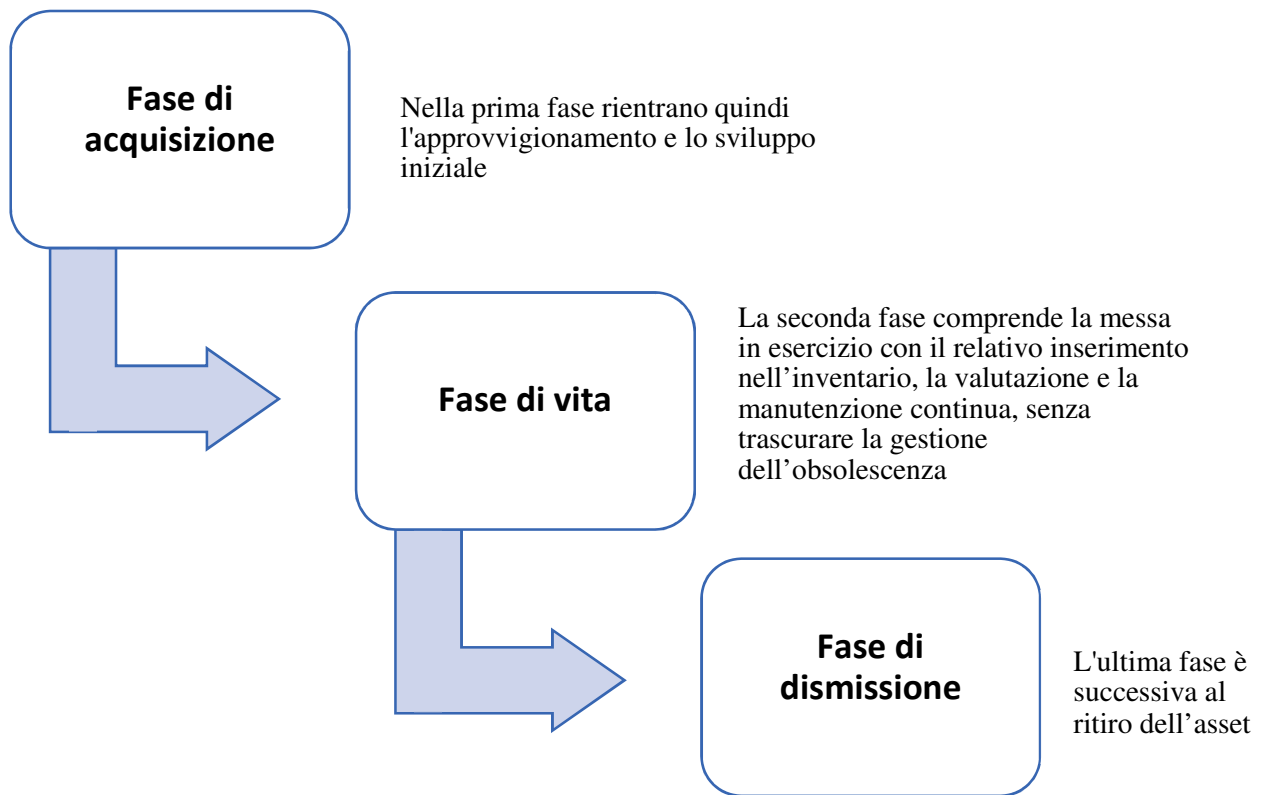 Fase di
acquisizione
Nella prima fase rientrano quindi
l'approvvigionamento e lo sviluppo
iniziale
Fase di vita
La seconda fase comprende la messa
in esercizio con il relativo inserimento
nell’inventario, la valutazione e la
manutenzione continua, senza
trascurare la gestione
dell’obsolescenza
Fase di
dismissione
L'ultima fase è
successiva al
ritiro dell’asset